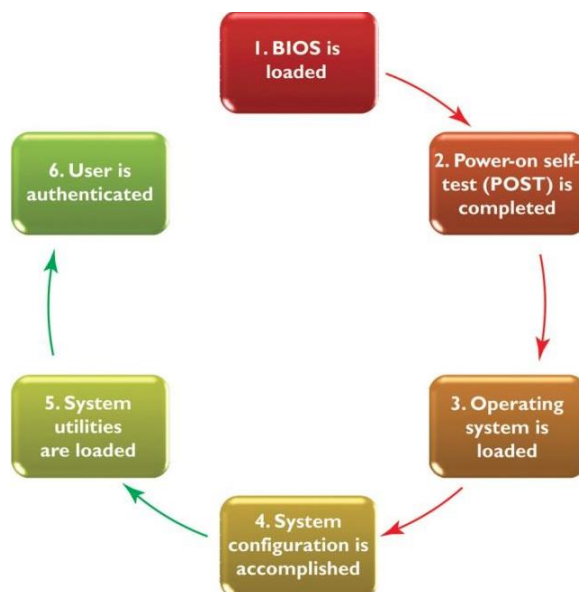 1. BIOS is
loaded
2. Power-on self-
test (POST) is
completed
3. Operating
system is
loaded
4. System
configuration is
accomplished
5. System
utilities
are loaded
6. User is
authenticated